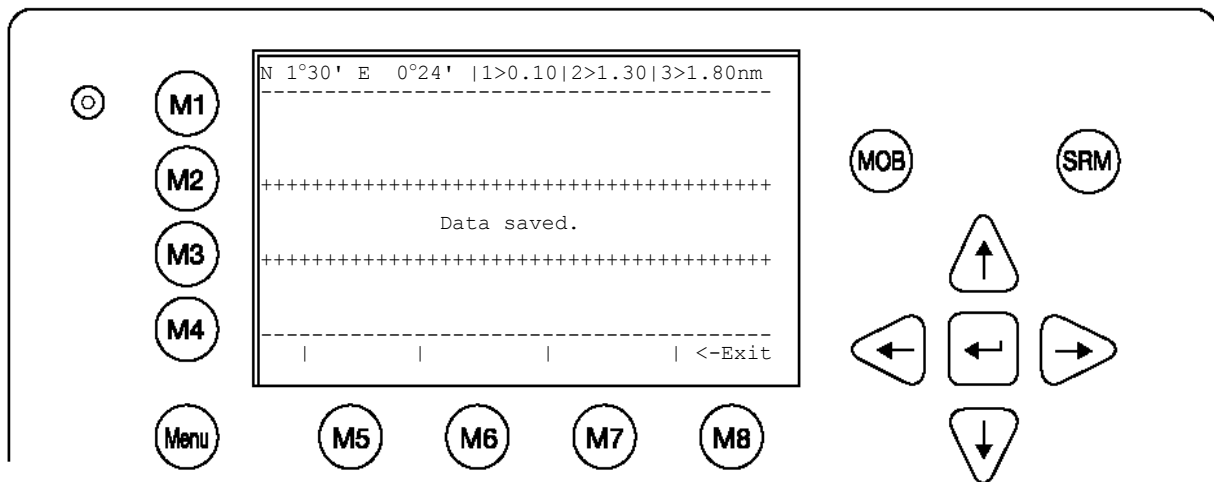 N 1°30' E 0°24' |1>0.10|2>1.30|3>1.80nm
----------------------------------------
++++++++++++++++++++++++++++++++++++++++
Data saved.
++++++++++++++++++++++++++++++++++++++++
----------------------------------------
| | | | <-Exit
M1
M2
M3
M4
Menu
M5
M6
M7
M8
MOB
SRM